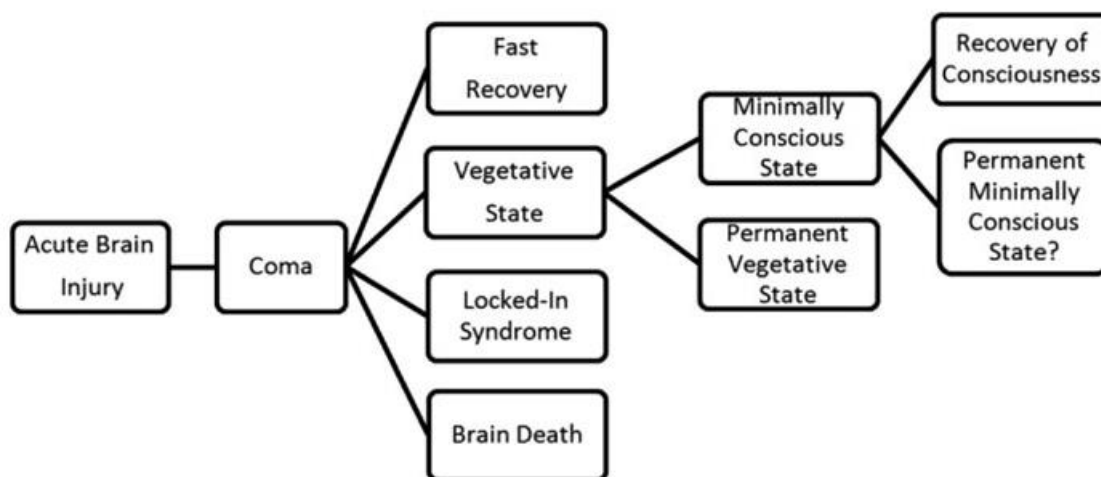 Acute Brain
Injury
Coma
Fast
Recovery
Vegetative
State
Locked-In
Syndrome
Brain Death
Minimally
Conscious
State
Permanent
Vegetative
State
Recovery of
Consciousness
Permanent
Minimally
Conscious
State?